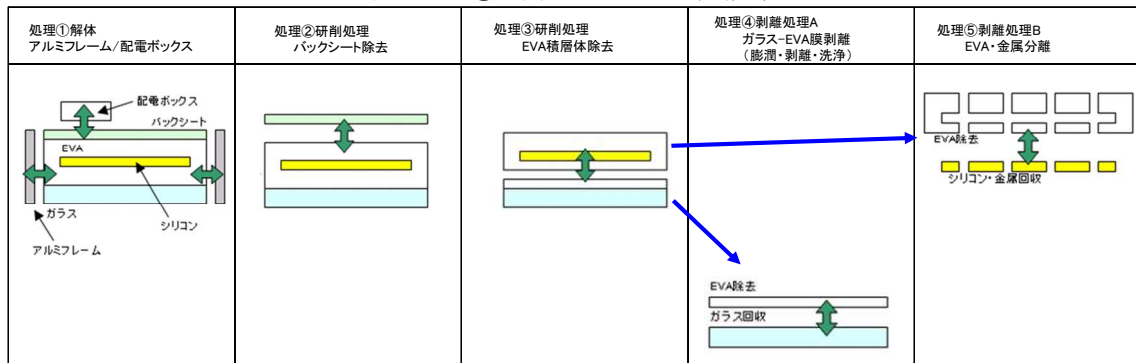 処理①解体
アルミフレーム/配電ボックス
処理②研削処理
バックシート除去
処理③研削処理
EVA積層体除去
処理④剥離処理A
ガラス-EVA膜剥離
(膨潤・剥離・洗浄)
処理⑤剥離処理B
EVA・金属分離
配電ボックス
バックシート
EVA
ガラス
シリコン
アルミフレーム
EVA除去
ガラス回収
EVA除去
シリコン・金属回収